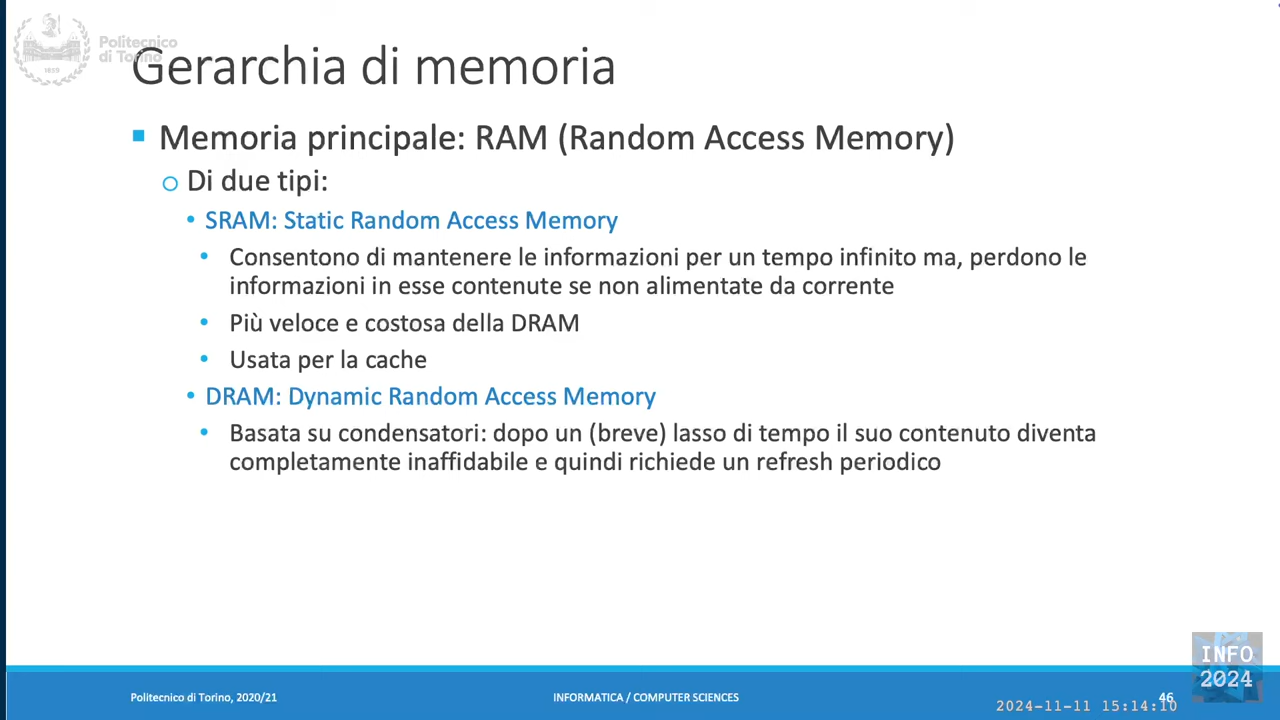 Politecnico
di Torino
1859
Gerarchia di memoria
Memoria principale: RAM (Random Access Memory)
Di due tipi:
SRAM: Static Random Access Memory
Consentono di mantenere le informazioni per un tempo infinito ma, perdono le
informazioni in esse contenute se non alimentate da corrente
Più veloce e costosa della DRAM
Usata per la cache
DRAM: Dynamic Random Access Memory
Basata su condensatori: dopo un (breve) lasso di tempo il suo contenuto diventa
completamente inaffidabile e quindi richiede un refresh periodico
INFO
2024
Politecnico di Torino, 2020/21
INFORMATICA / COMPUTER SCIENCES
46
2024-11-11 15:14:10